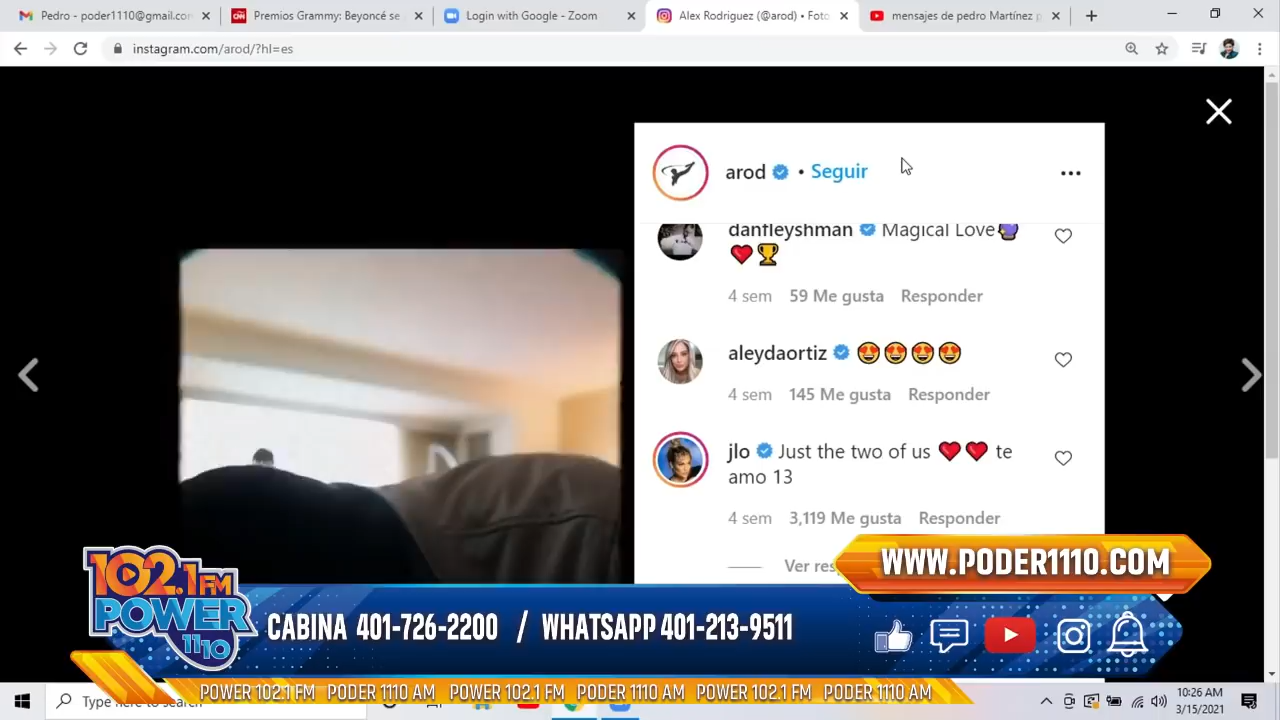 Pedro - poder1110@gmail.com
Premios Grammy: Beyoncé s
Login with Google - Zoom
Alex Rodriguez (@arod) • Foto
mensajes de pedro Martínez p
instagram.com/arod/?hl=es
arod • Seguir
danfleyshman Magical Love🔮
❤️🏆
4 sem 59 Me gusta Responder
aleydaortiz 😍😍😍😍
4 sem 145 Me gusta Responder
jlo Just the two of us ❤️❤️ te
amo 13
4 sem 3,119 Me gusta Responder
Ver
WWW.PODER1110.COM
102.1 FM
POWER
1110
CABINA 401-726-2200 / WHATSAPP 401-213-9511
POWER 102.1 FM PODER 1110 AM POWER 102.1 FM PODER 1110 AM POWER 102.1 FM PODER 1110 AM
Type here to search
10:26 AM
3/15/2021